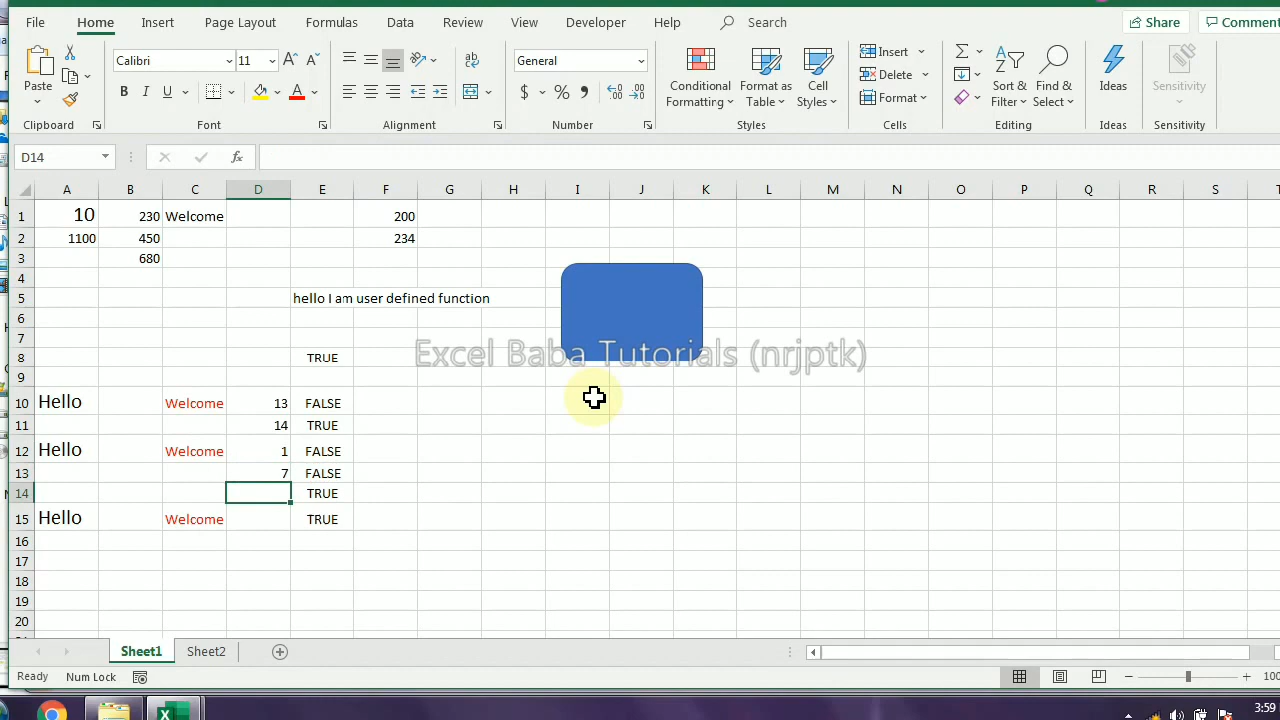 File Home Insert Page Layout Formulas Data Review View Developer Help Search Share Comment
Calibri 11 General Insert
Paste Conditional Format as Cell Delete Sort & Find & Ideas Sensitivity
B I U A $ % Formatting Table Styles Format Filter Select
Clipboard Font Alignment Number Styles Cells Editing Ideas Sensitivity
D14 fx
A B C D E F G H I J K L M N O P Q R S
1 10 230 Welcome 200
2 1100 450 234
3 680
4
5 hello I am user defined function
6
7
Excel Baba Tutorials (nrjptk)
8 TRUE
9
10 Hello Welcome 13 FALSE
11 14 TRUE
12 Hello Welcome 1 FALSE
13 7 FALSE
14 TRUE
15 Hello Welcome TRUE
16
17
18
19
20
Sheet1 Sheet2
Ready Num Lock 100
3:59